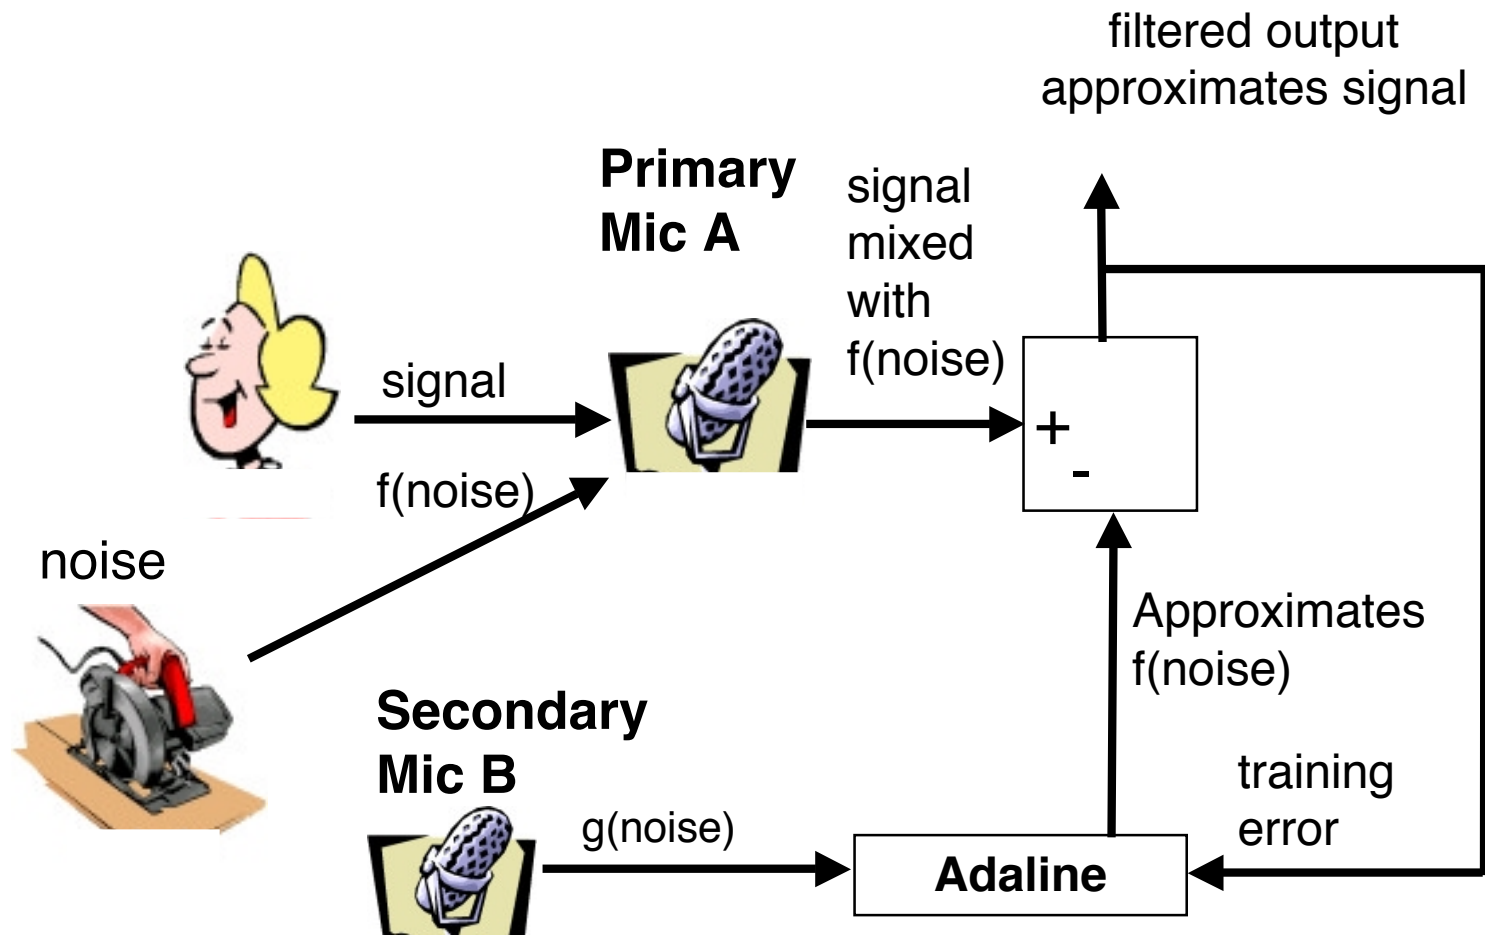 filtered output
approximates signal
Primary
Mic A
signal
mixed
with
f(noise)
signal
+
-
f(noise)
noise
Approximates
f(noise)
Secondary
Mic B
training
error
g(noise)
Adaline